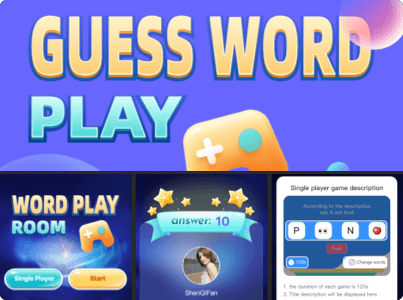 GUESS WORD
PLAY
WORD PLAY
ROOM
Single Player
Start
answer: 10
ShenQiFan
Single player game description
According to the description
say it out loud
P
N
Fruit
120s
Change words
1. the duration of each game is 120s
2. Title description will be displayed here